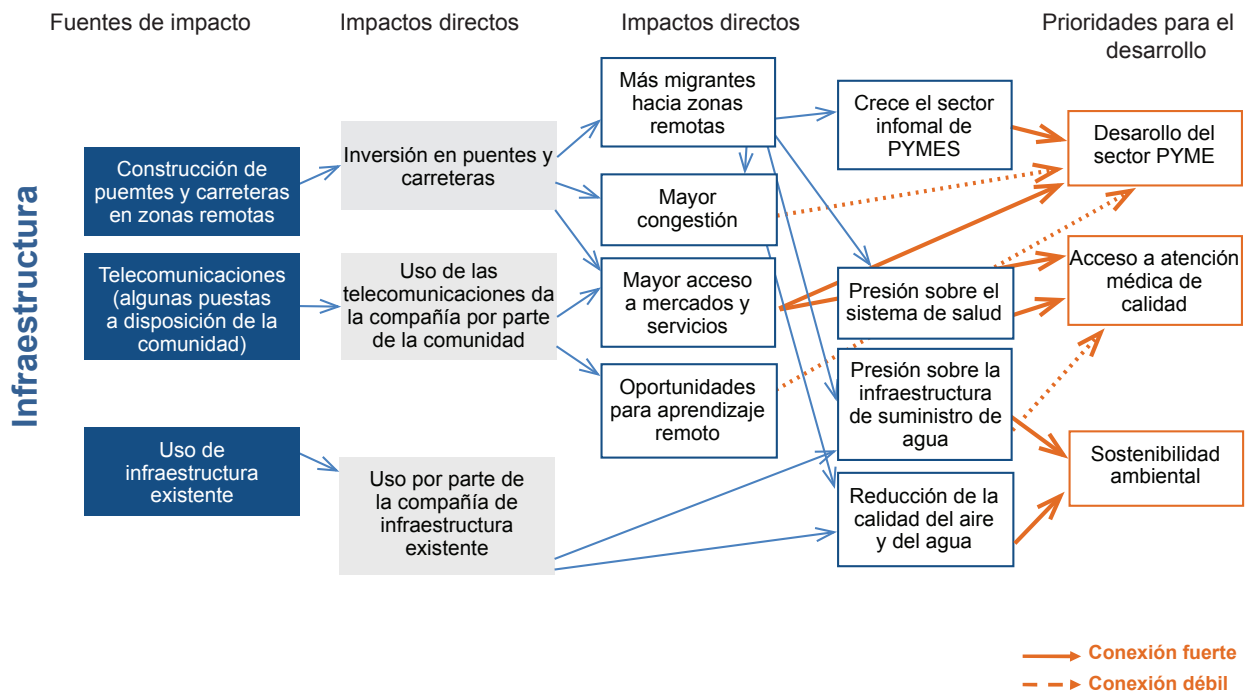 Fuentes de impacto
Impactos directos
Impactos directos
Prioridades para el
desarrollo
Infraestructura
Construcción de
puemtes y carreteras
en zonas remotas
Telecomunicaciones
(algunas puestas
a disposición de la
comunidad)
Uso de
infraestructura
existente
Inversión en puentes y
carreteras
Uso de las
telecomunicaciones da
la compañía por parte
de la comunidad
Uso por parte de
la compañía de
infraestructura
existente
Más migrantes
hacia zonas
remotas
Mayor
congestión
Mayor acceso
a mercados y
servicios
Oportunidades
para aprendizaje
remoto
Crece el sector
infomal de
PYMES
Presión sobre el
sistema de salud
Presión sobre la
infraestructura
de suministro de
agua
Reducción de la
calidad del aire
y del agua
Desarollo del
sector PYME
Acceso a atención
médica de
calidad
Sostenibilidad
ambiental
Conexión fuerte
Conexión débil